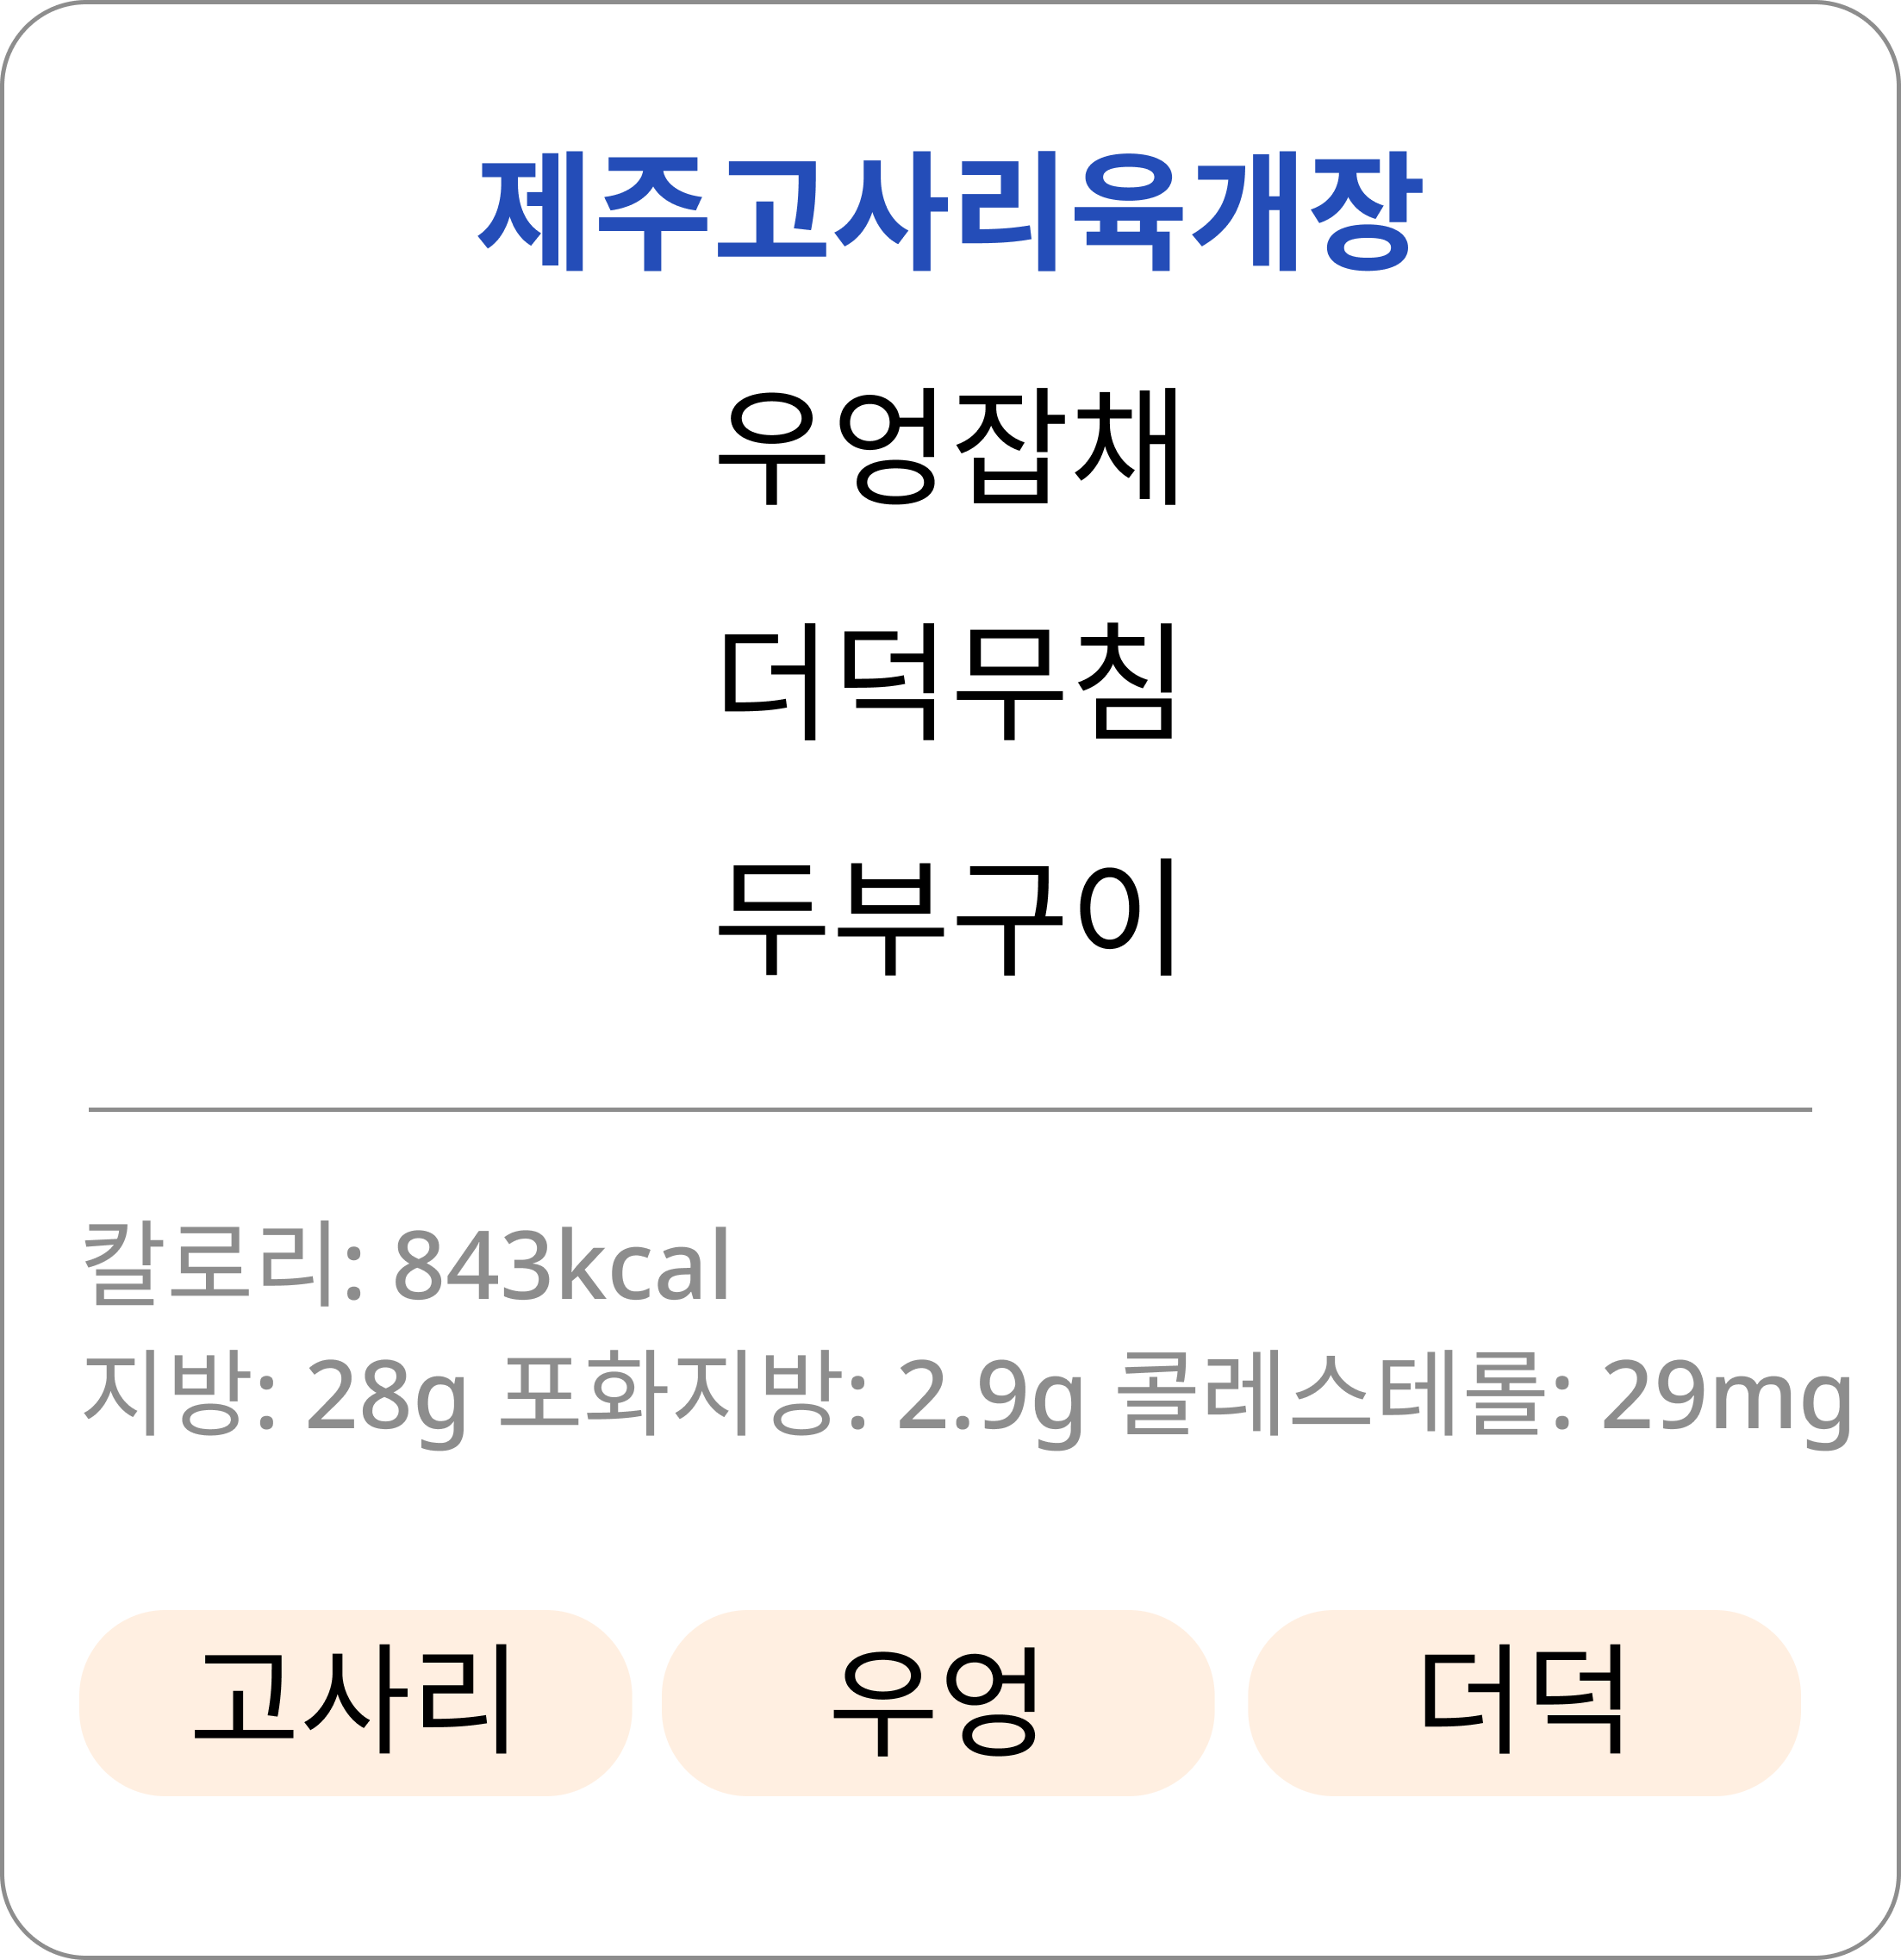 제주고사리육개장
우엉잡채
더덕무침
두부구이
칼로리: 843kcal
지방: 28g 포화지방: 2.9g 콜레스테롤: 29mg
고사리 우엉 더덕